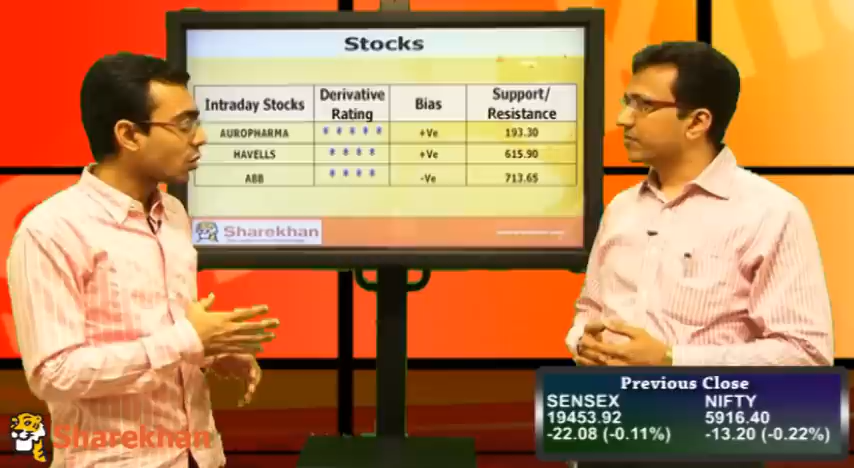 Stocks
Intraday Stocks Derivative Rating Bias Support/ Resistance
AUROPHARMA * * * * * +Ve 193.30
HAVELLS * * * * +Ve 615.90
ABB * * * * -Ve 713.65
Sharekhan
Previous Close
SENSEX NIFTY
19453.92 5916.40
-22.08 (-0.11%) -13.20 (-0.22%)
Sharekhan